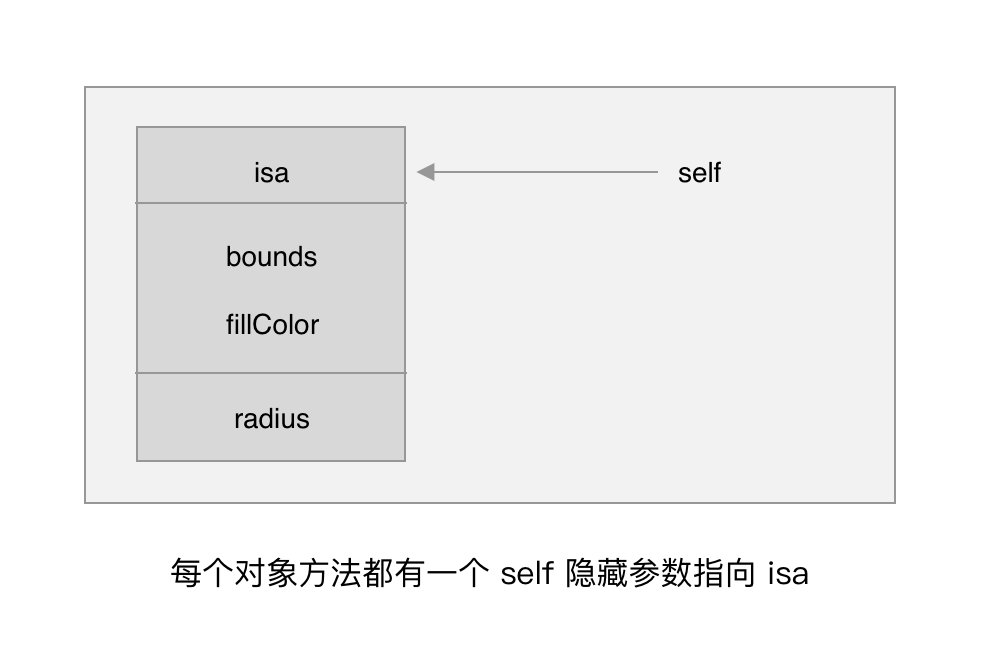 isa
self
bounds
fillColor
radius
每个对象方法都有一个 self 隐藏参数指向 isa